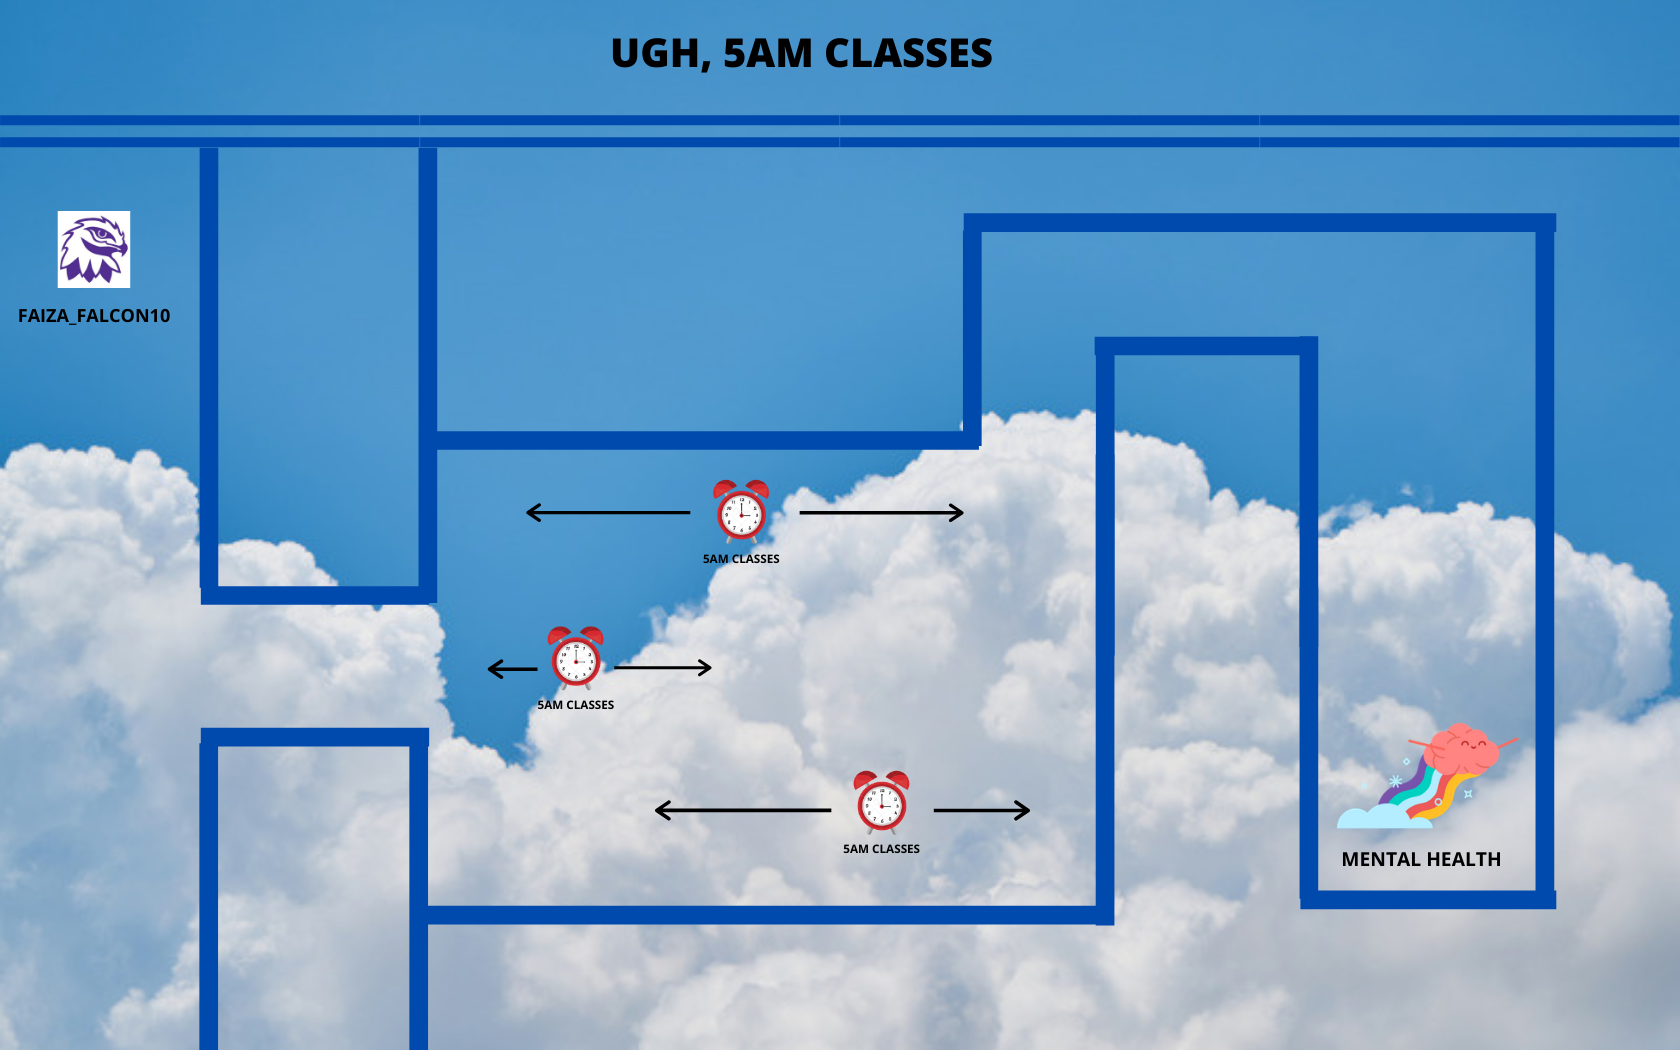 UGH, 5AM CLASSES
FAIZA_FALCON10
5AM CLASSES
5AM CLASSES
5AM CLASSES
MENTAL HEALTH